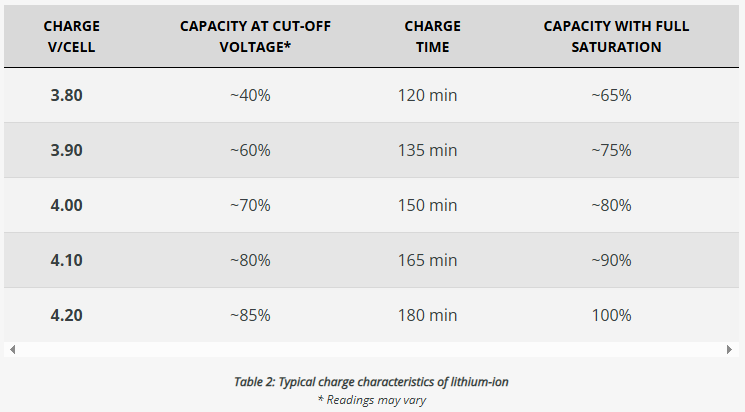 CHARGE CAPACITY AT CUT-OFF CHARGE CAPACITY WITH FULL
V/CELL VOLTAGE* TIME SATURATION
3.80 ~40% 120 min ~65%
3.90 ~60% 135 min ~75%
4.00 ~70% 150 min ~80%
4.10 ~80% 165 min ~90%
4.20 ~85% 180 min 100%
Table 2: Typical charge characteristics of lithium-ion
* Readings may vary